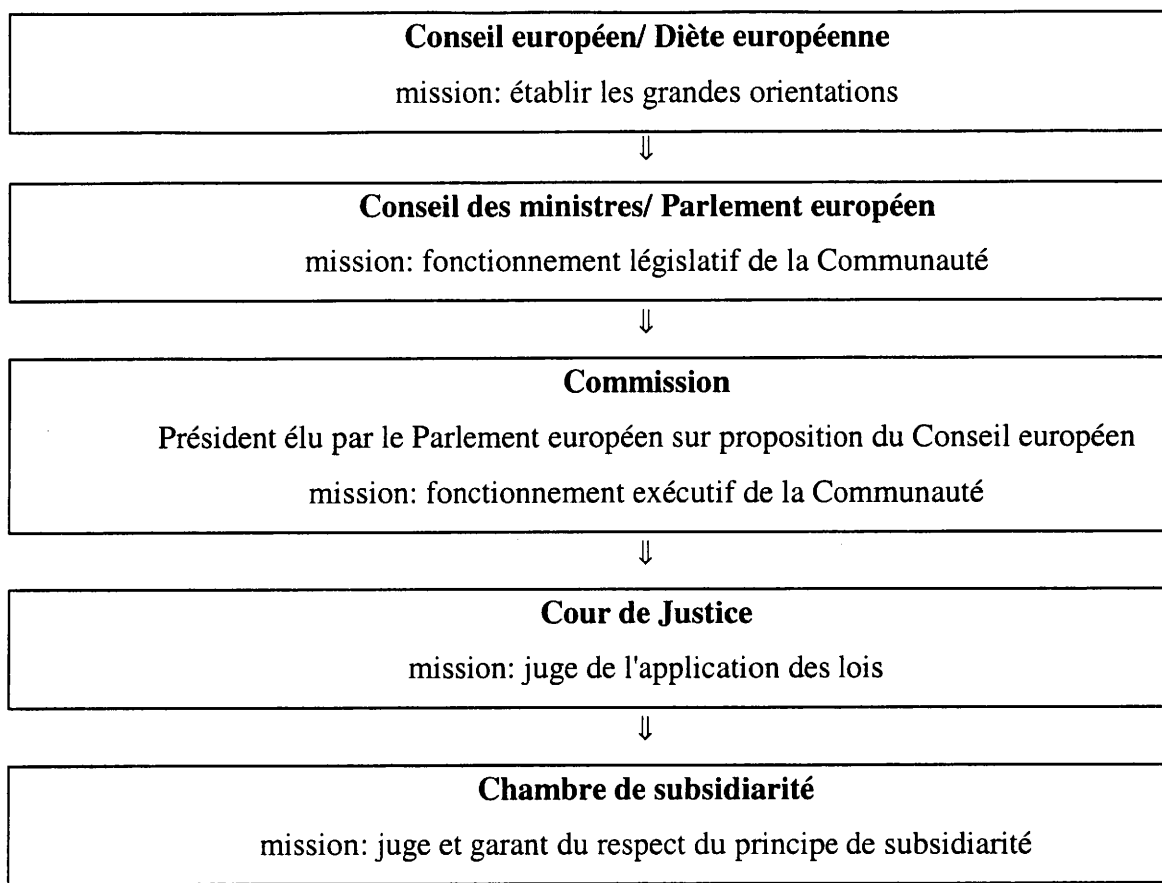 Conseil européen/ Diète européenne
mission: établir les grandes orientations
⇓
Conseil des ministres/ Parlement européen
mission: fonctionnement législatif de la Communauté
⇓
Commission
Président élu par le Parlement européen sur proposition du Conseil européen
mission: fonctionnement exécutif de la Communauté
⇓
Cour de Justice
mission: juge de l'application des lois
⇓
Chambre de subsidiarité
mission: juge et garant du respect du principe de subsidiarité